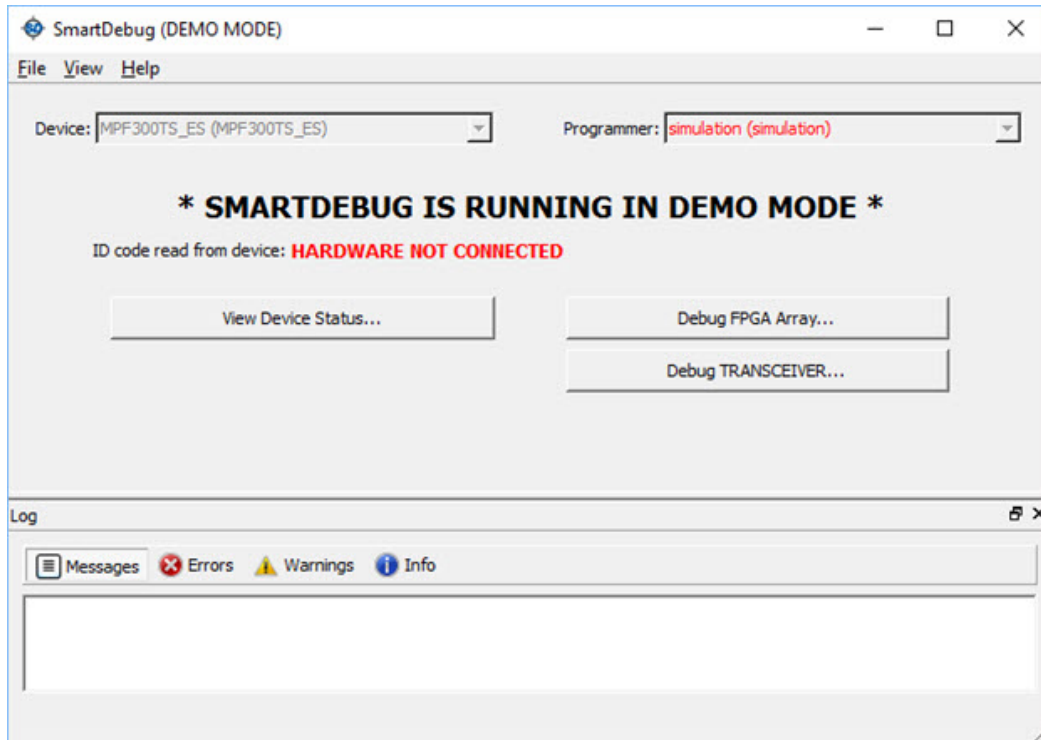 SmartDebug (DEMO MODE)
File View Help
Device: MPF300TS_ES (MPF300TS_ES) Programmer: simulation (simulation)
* SMARTDEBUG IS RUNNING IN DEMO MODE *
ID code read from device: HARDWARE NOT CONNECTED
View Device Status... Debug FPGA Array...
Debug TRANSCEIVER...
Log
Messages Errors Warnings Info